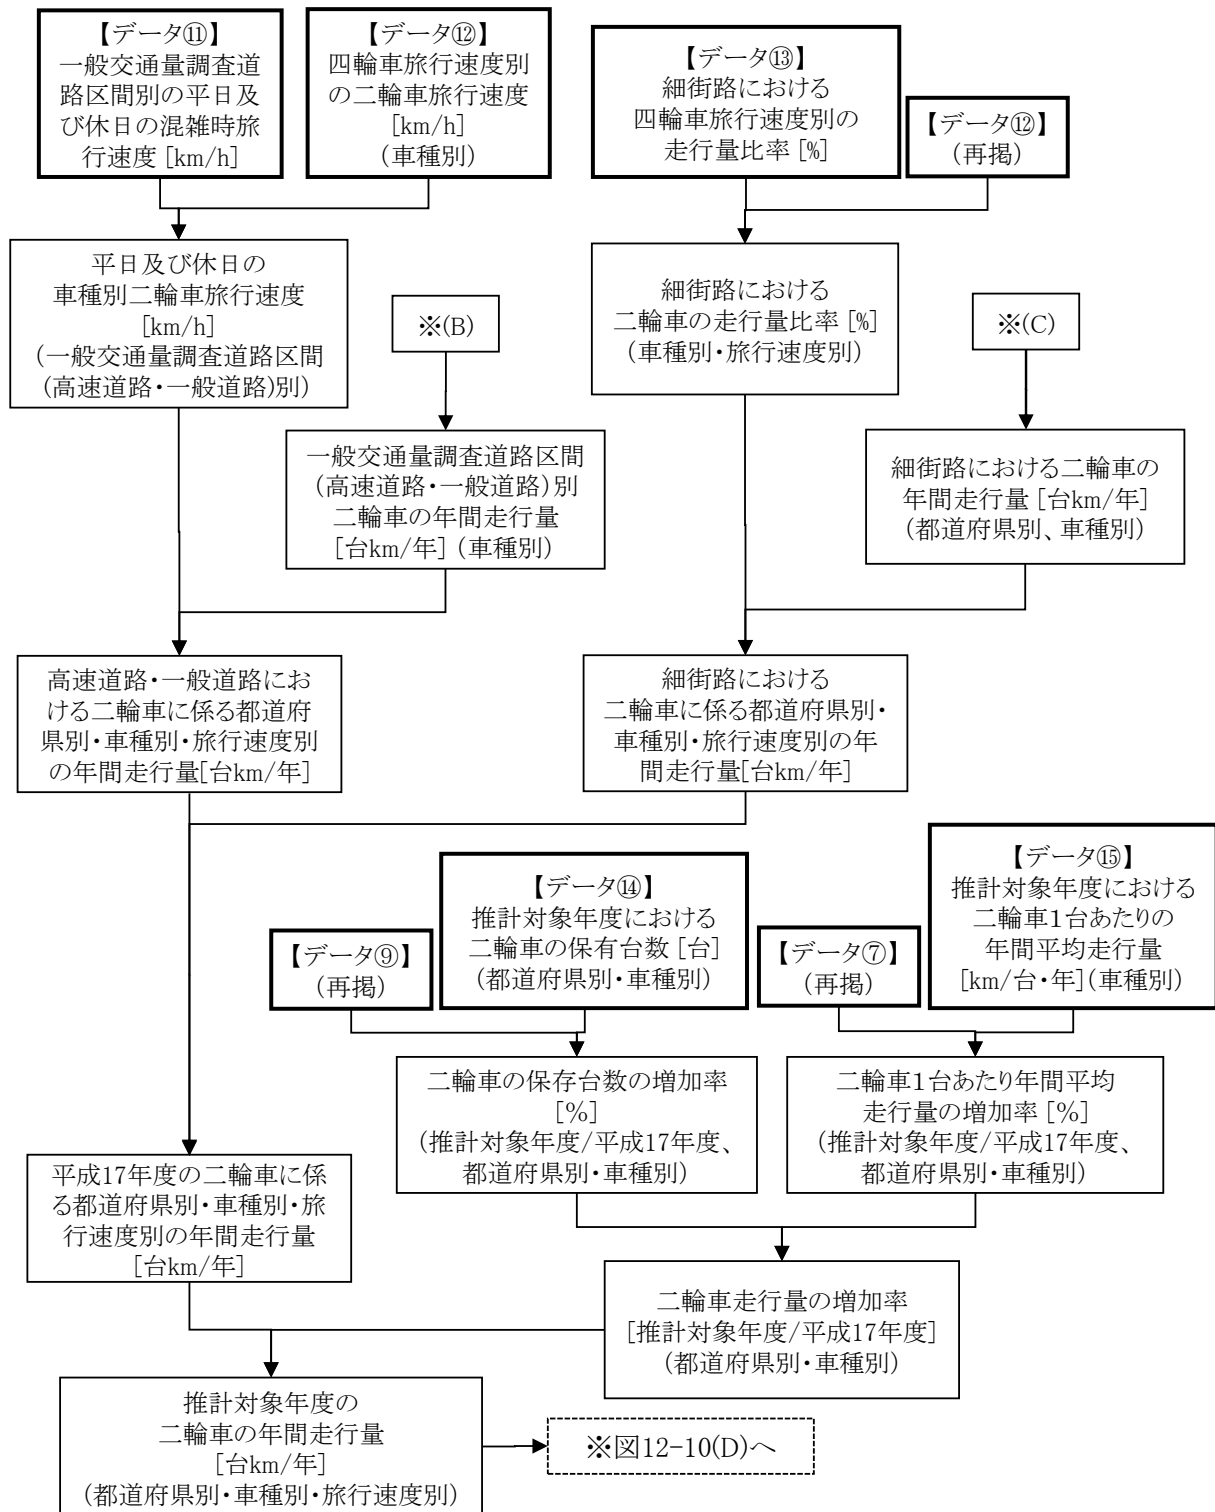 【データ⑪】
一般交通量調査道
路区間別の平日及
び休日の混雑時旅
行速度[km/h]
【データ⑫】
四輪車旅行速度別
の二輪車旅行速度
[km/h]
(車種別)
【データ⑬】
細街路における
四輪車旅行速度別の
走行量比率[%]
【データ⑫】
(再掲)
平日及び休日の
車種別二輪車旅行速度
[km/h]
(一般交通量調査道路区間
(高速道路・一般道路)別)
※(B)
細街路における
二輪車の走行量比率[%]
(車種別・旅行速度別)
※(C)
一般交通量調査道路区間
(高速道路・一般道路)別
二輪車の年間走行量
[台km/年](車種別)
細街路における二輪車の
年間走行量[台km/年]
(都道府県別、車種別)
高速道路・一般道路にお
ける二輪車に係る都道府
県別・車種別・旅行速度別
の年間走行量[台km/年]
細街路における
二輪車に係る都道府県別・
車種別・旅行速度別の年
間走行量[台km/年]
【データ⑨】
(再掲)
【データ⑭】
推計対象年度における
二輪車の保有台数[台]
(都道府県別・車種別)
【データ⑦】
(再掲)
【データ⑮】
推計対象年度における
二輪車1台あたりの
年間平均走行量
[km/台・年](車種別)
二輪車の保存台数の増加率
[%]
(推計対象年度/平成17年度、
都道府県別・車種別)
二輪車1台あたり年間平均
走行量の増加率[%]
(推計対象年度/平成17年度、
都道府県別・車種別)
平成17年度の二輪車に係
る都道府県別・車種別・旅
行速度別の年間走行量
[台km/年]
二輪車走行量の増加率
[推計対象年度/平成17年度]
(都道府県別・車種別)
推計対象年度の
二輪車の年間走行量
[台km/年]
(都道府県別・車種別・旅行速度別)
※図12-10(D)へ